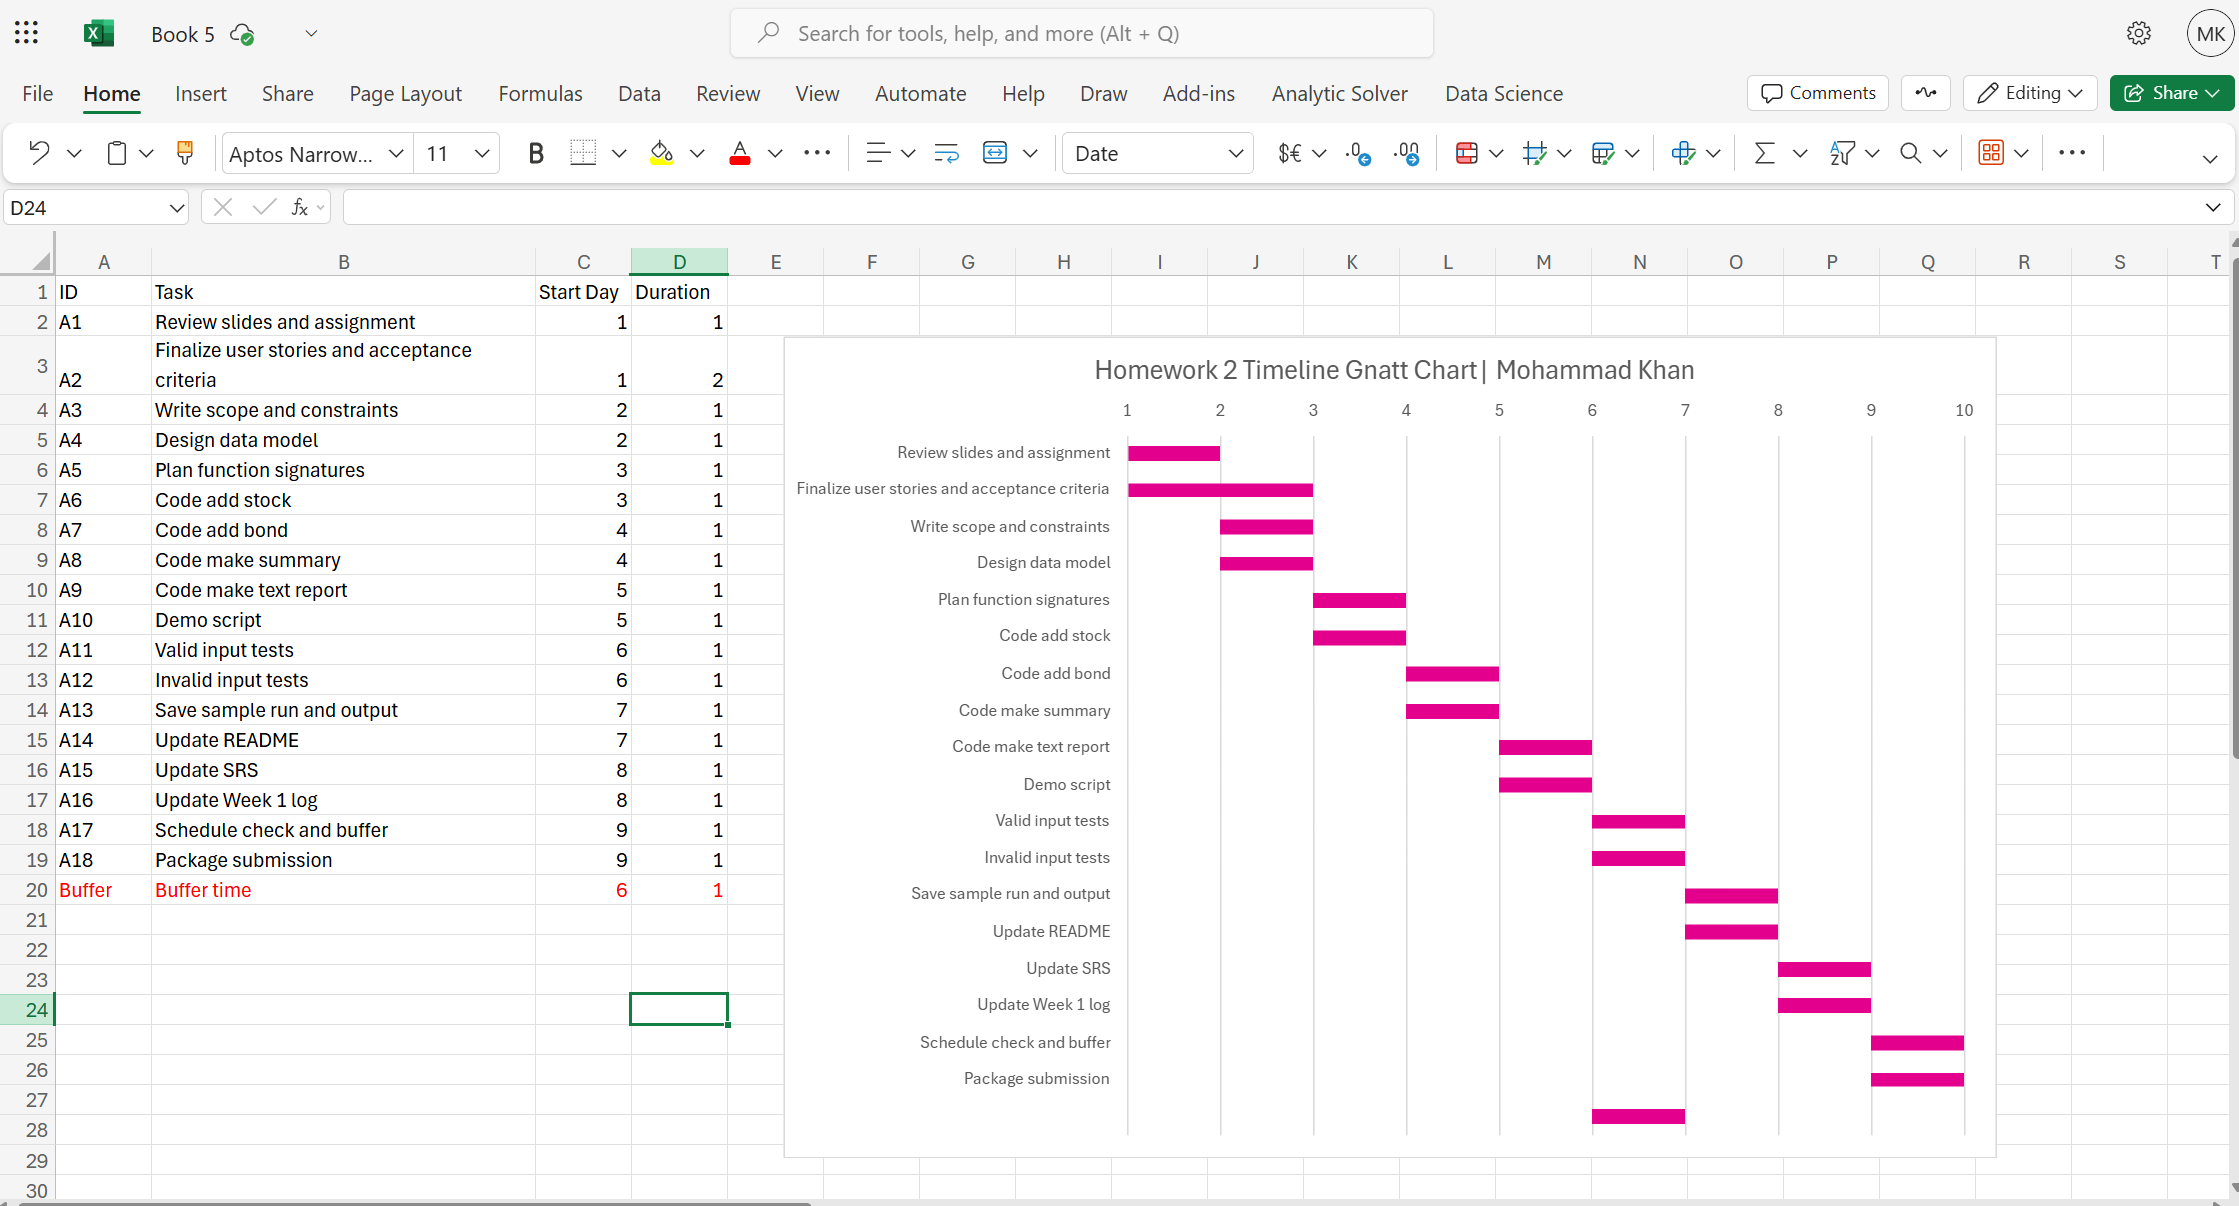 Book 5
Search for tools, help, and more (Alt + Q)
MK
File Home Insert Share Page Layout Formulas Data Review View Automate Help Draw Add-ins Analytic Solver Data Science Comments Editing Share
Aptos Narrow... 11 B A Date $€ .0 .00 Σ
D24 fx
A B C D E F G H I J K L M N O P Q R S T
1 ID Task Start Day Duration
2 A1 Review slides and assignment 1 1
3 A2 Finalize user stories and acceptance
criteria 1 2
4 A3 Write scope and constraints 2 1
5 A4 Design data model 2 1
6 A5 Plan function signatures 3 1
7 A6 Code add stock 3 1
8 A7 Code add bond 4 1
9 A8 Code make summary 4 1
10 A9 Code make text report 5 1
11 A10 Demo script 5 1
12 A11 Valid input tests 6 1
13 A12 Invalid input tests 6 1
14 A13 Save sample run and output 7 1
15 A14 Update README 7 1
16 A15 Update SRS 8 1
17 A16 Update Week 1 log 8 1
18 A17 Schedule check and buffer 9 1
19 A18 Package submission 9 1
20 Buffer Buffer time 6 1
21
22
23
24
25
26
27
28
29
30
Homework 2 Timeline Gnatt Chart| Mohammad Khan
1 2 3 4 5 6 7 8 9 10
Review slides and assignment
Finalize user stories and acceptance criteria
Write scope and constraints
Design data model
Plan function signatures
Code add stock
Code add bond
Code make summary
Code make text report
Demo script
Valid input tests
Invalid input tests
Save sample run and output
Update README
Update SRS
Update Week 1 log
Schedule check and buffer
Package submission